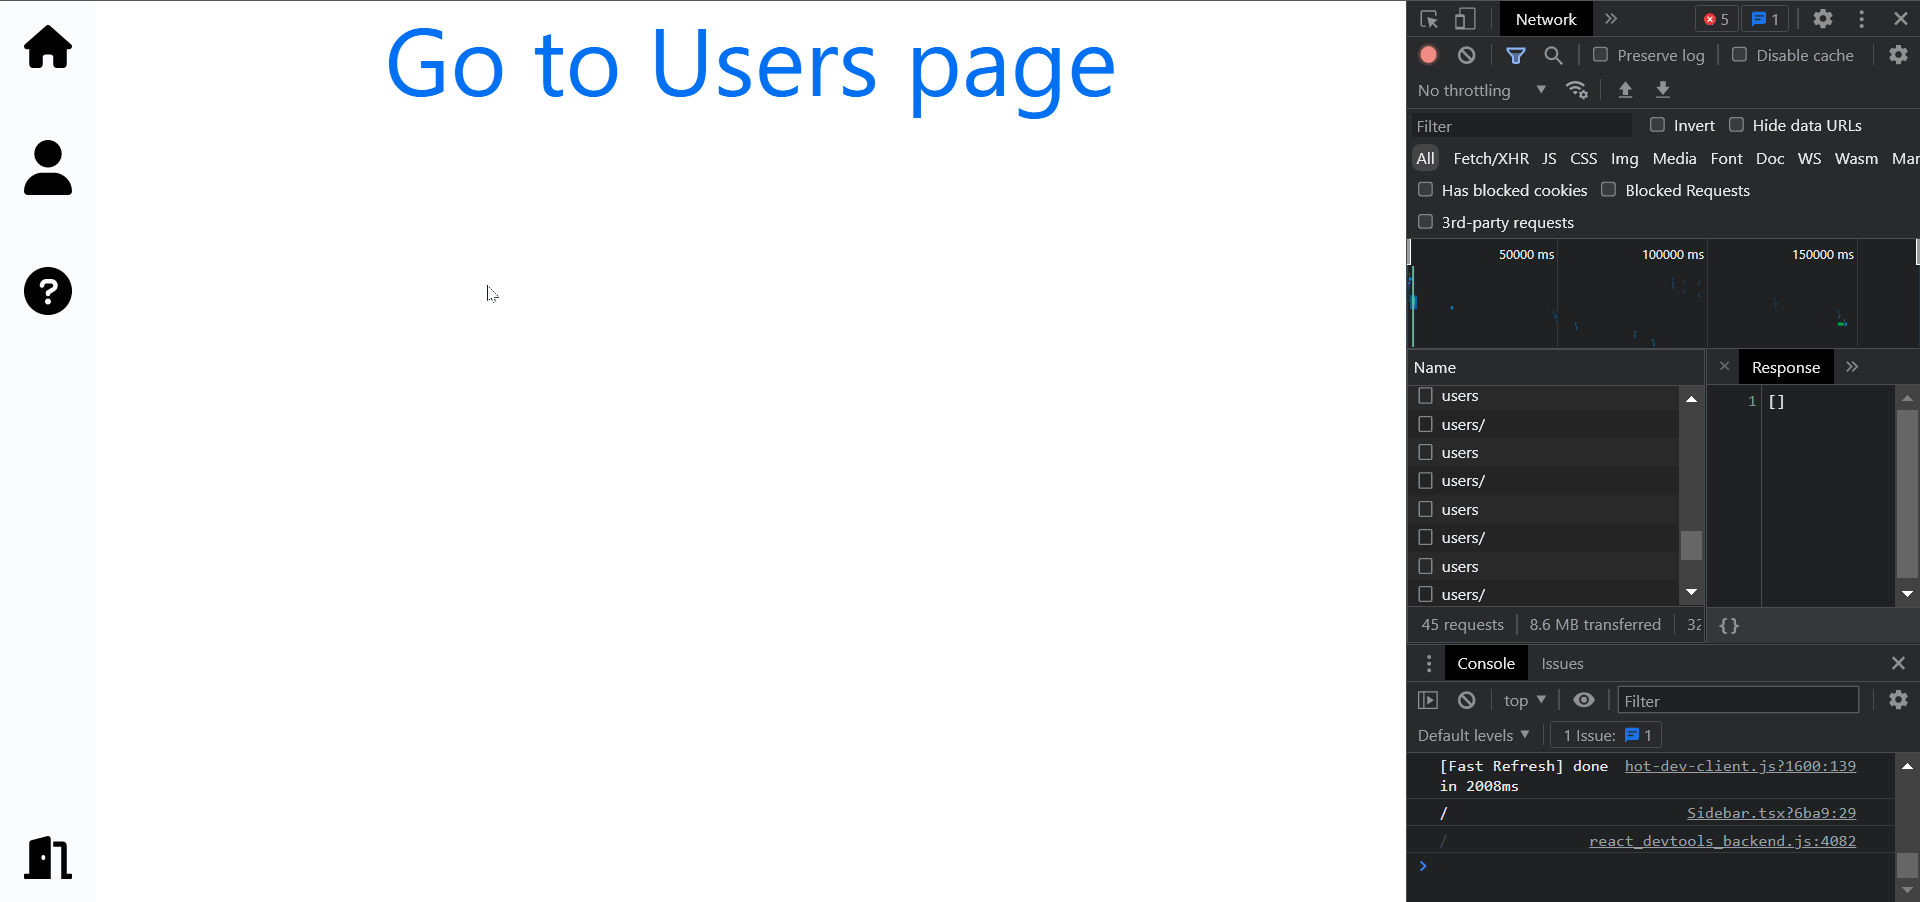 Go to Users page
Network
5
1
Preserve log
Disable cache
No throttling
Filter
Invert
Hide data URLs
All Fetch/XHR JS CSS Img Media Font Doc WS Wasm Mar
Has blocked cookies
Blocked Requests
3rd-party requests
50000 ms 100000 ms 150000 ms
Name
users
users/
users
users/
users
users/
users
users/
45 requests 8.6 MB transferred 32
Response
1 []
{}
Console Issues
top
Filter
Default levels
1 Issue: 1
[Fast Refresh] done in 2008ms hot-dev-client.js?1600:139
/ Sidebar.tsx?6ba9:29
/ react_devtools_backend.js:4082